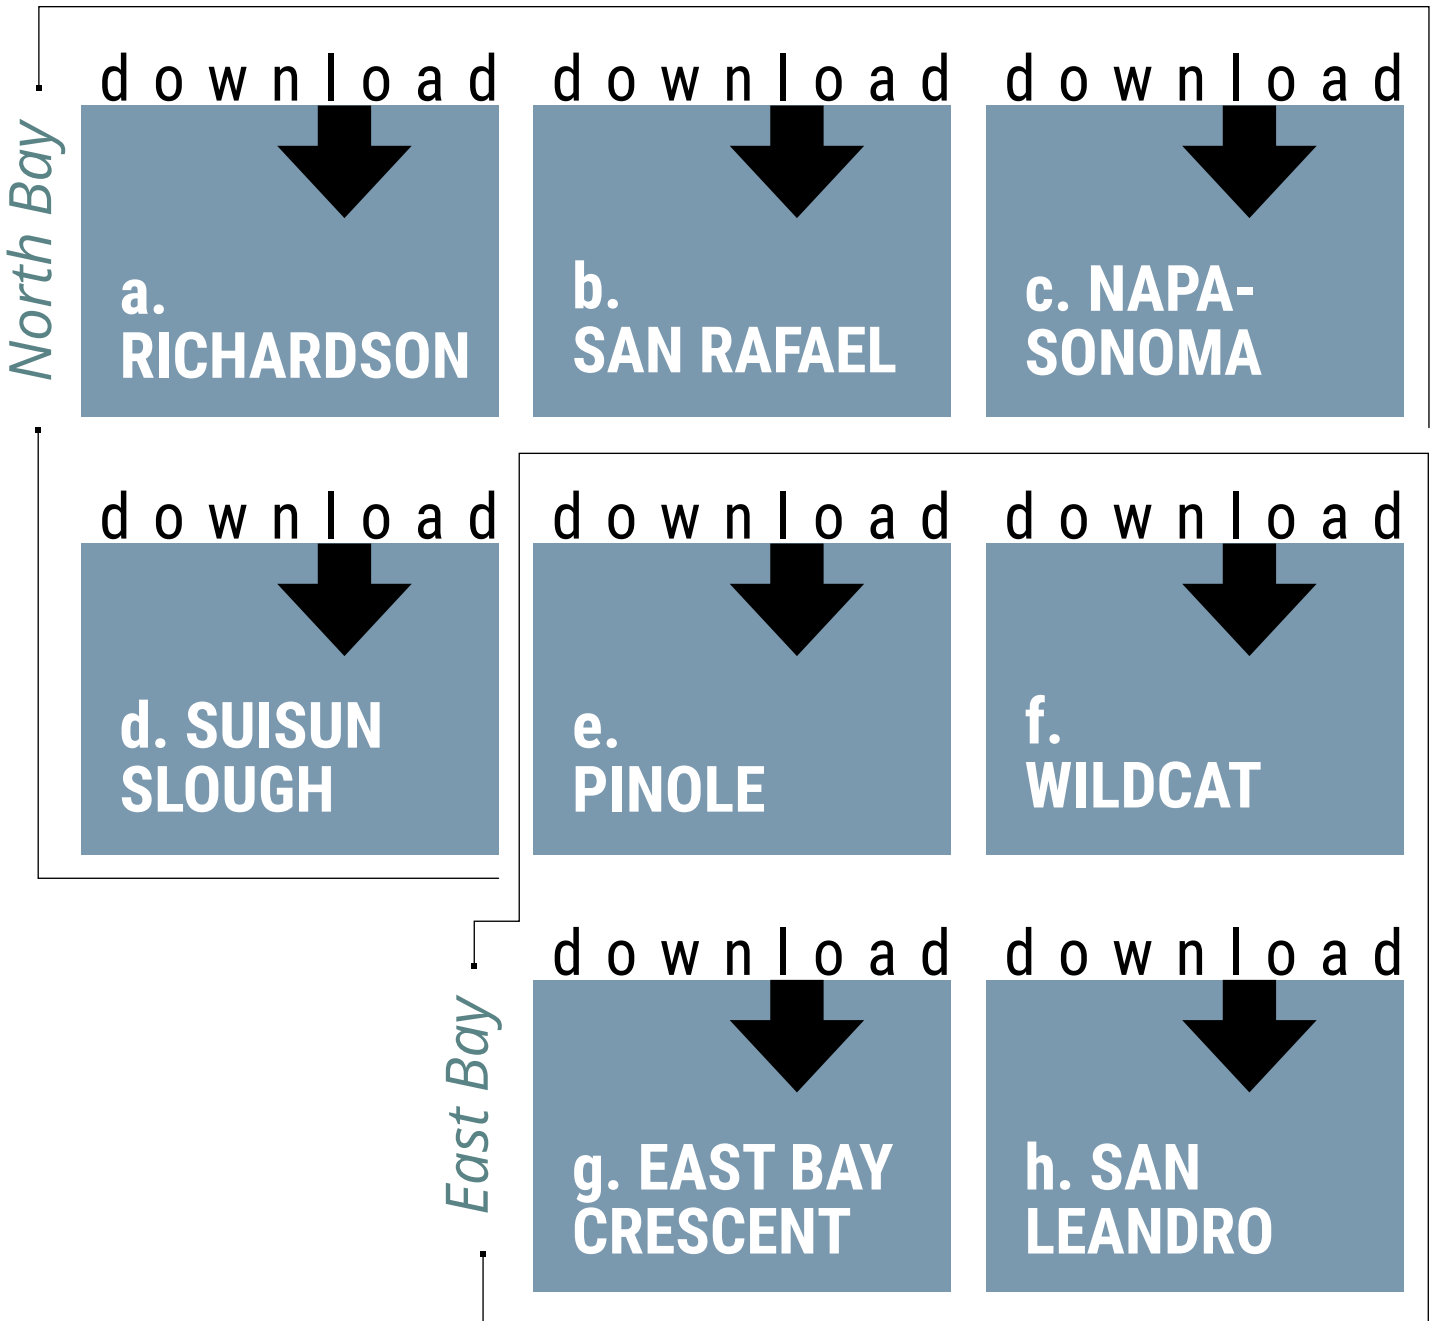 North Bay
download
a.
RICHARDSON
download
b.
SAN RAFAEL
download
c. NAPA-
SONOMA
download
d. SUISUN
SLOUGH
East Bay
download
e.
PINOLE
download
f.
WILDCAT
download
g. EAST BAY
CRESCENT
download
h. SAN
LEANDRO